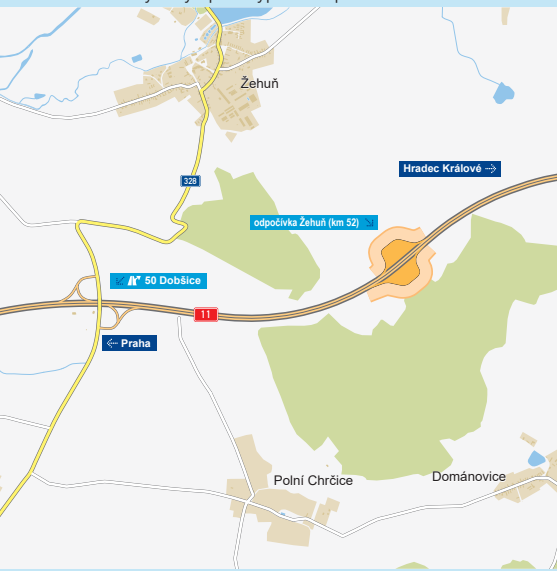 Žehuň
328
Hradec Králové
odpočívka Žehuň (km 52)
50 Dobšice
11
Praha
Polní Chrčice
Dománovice